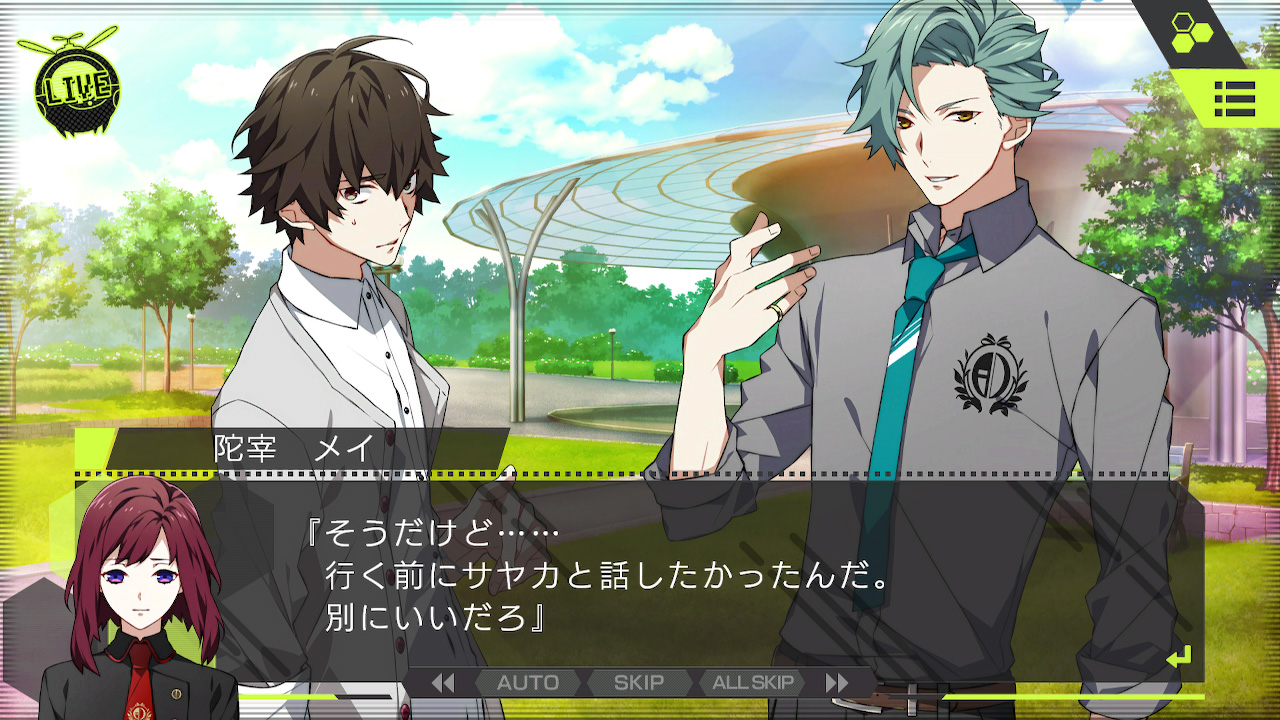 LIVE
陀宰 メイ
『そうだけど……
行く前にサヤカと話したかったんだ。
別にいいだろ』
AUTO SKIP ALL SKIP